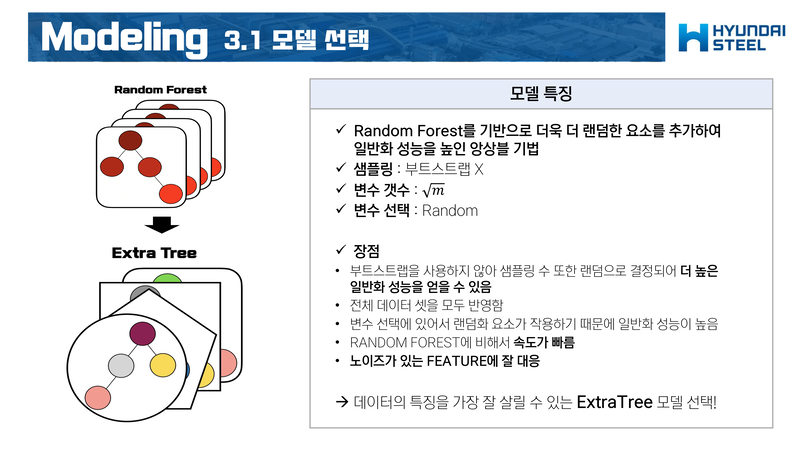 Modeling 3.1 모델 선택
HYUNDAI
STEEL
Random Forest
Extra Tree
모델 특징
✓ Random Forest를 기반으로 더욱 더 랜덤한 요소를 추가하여
일반화 성능을 높인 앙상블 기법
✓ 샘플링 : 부트스트랩 X
✓ 변수 갯수 : √m
✓ 변수 선택 : Random
✓ 장점
• 부트스트랩을 사용하지 않아 샘플링 수 또한 랜덤으로 결정되어 더 높은
일반화 성능을 얻을 수 있음
• 전체 데이터 셋을 모두 반영함
• 변수 선택에 있어서 랜덤화 요소가 작용하기 때문에 일반화 성능이 높음
• RANDOM FOREST에 비해서 속도가 빠름
• 노이즈가 있는 FEATURE에 잘 대응
→ 데이터의 특징을 가장 잘 살릴 수 있는 ExtraTree 모델 선택!